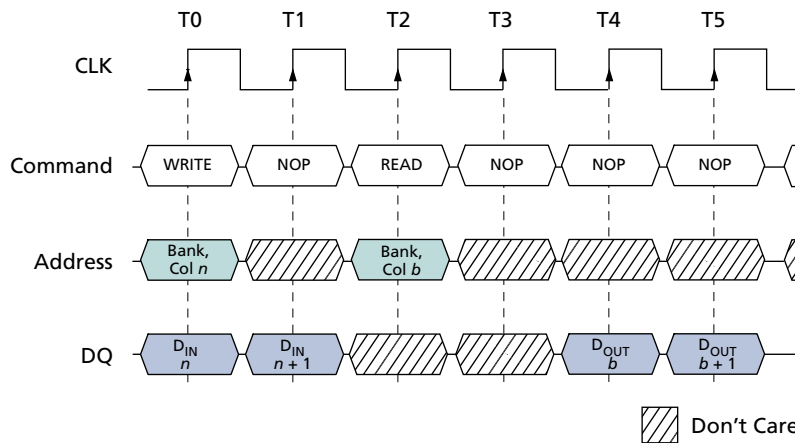 T0 T1 T2 T3 T4 T5
CLK
Command WRITE NOP READ NOP NOP NOP
Address Bank, Col n Bank, Col b
DQ DIN n DIN n + 1 DOUT b DOUT b + 1
Don't Care